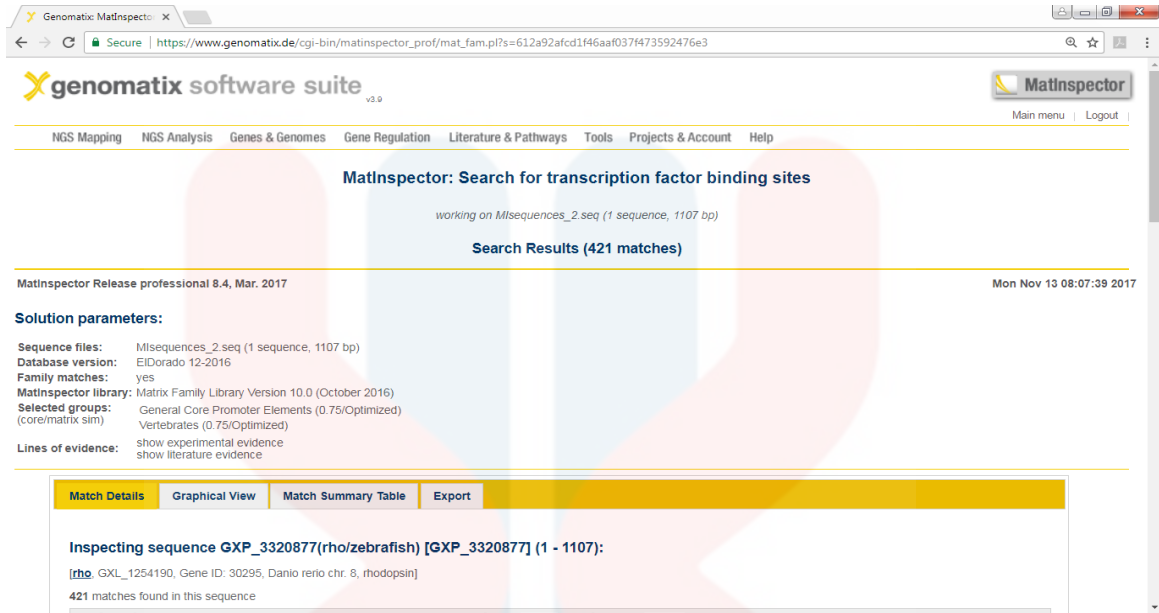 Genomatix: MatInspecto
Secure | https://www.genomatix.de/cgi-bin/matinspector_prof/mat_fam.pl?s=612a92afcd1f46aaf037f473592476e3
genomatix software suite v3.9
MatInspector
Main menu | Logout |
NGS Mapping NGS Analysis Genes & Genomes Gene Regulation Literature & Pathways Tools Projects & Account Help
MatInspector: Search for transcription factor binding sites
working on MIsequences_2.seq (1 sequence, 1107 bp)
Search Results (421 matches)
MatInspector Release professional 8.4, Mar. 2017 Mon Nov 13 08:07:39 2017
Solution parameters:
Sequence files: MIsequences_2.seq (1 sequence, 1107 bp)
Database version: ElDorado 12-2016
Family matches: yes
MatInspector library: Matrix Family Library Version 10.0 (October 2016)
Selected groups: General Core Promoter Elements (0.75/Optimized)
(core/matrix sim) Vertebrates (0.75/Optimized)
Lines of evidence: show experimental evidence
show literature evidence
Match Details Graphical View Match Summary Table Export
Inspecting sequence GXP_3320877(rho/zebrafish) [GXP_3320877] (1 - 1107):
[rho, GXL_1254190, Gene ID: 30295, Danio rerio chr. 8, rhodopsin]
421 matches found in this sequence